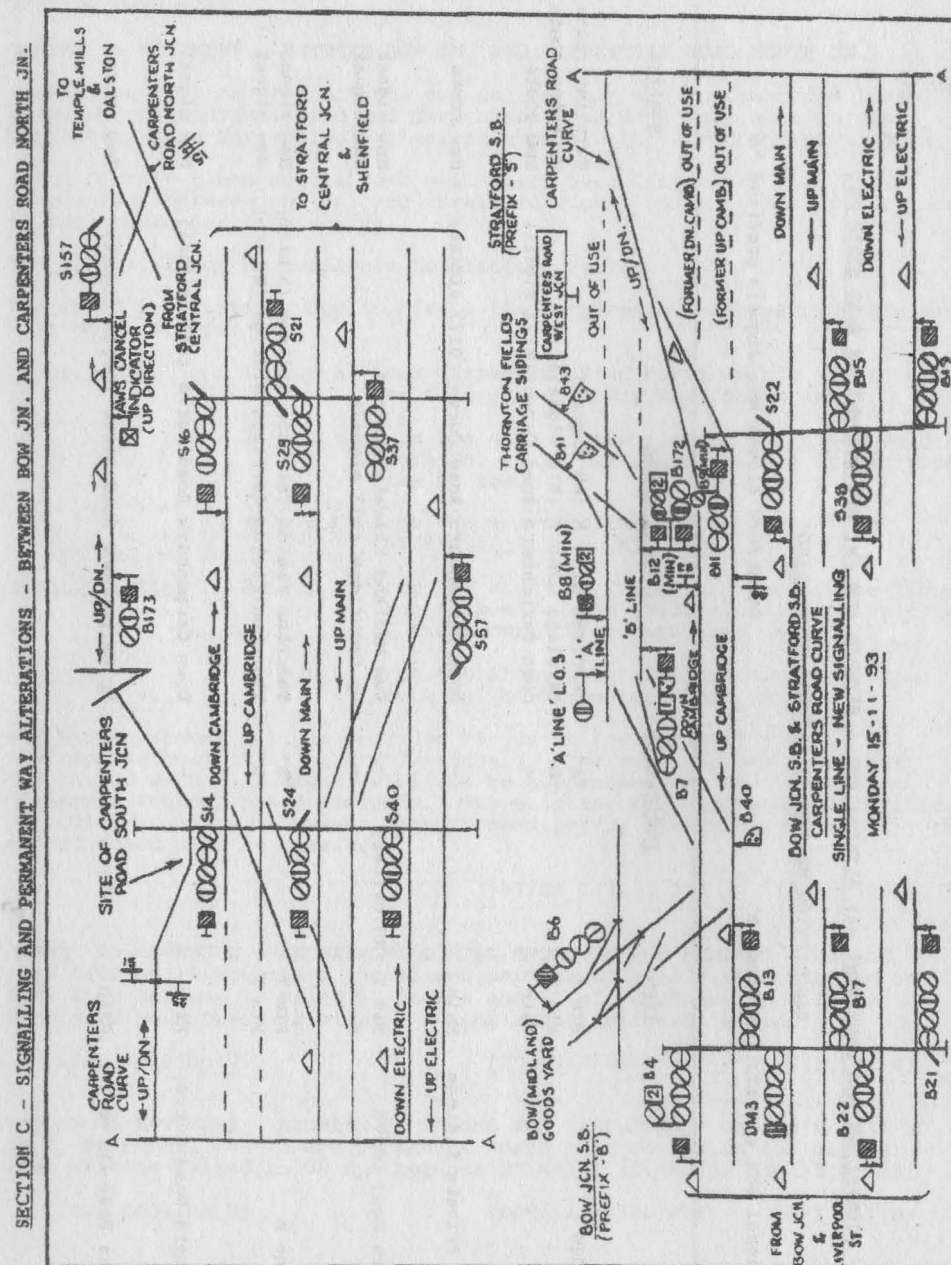 SECTION C - SIGNALLING AND PERMANENT WAY ALTERATIONS - BETWEEN BOW JN. AND CARPENTERS ROAD NORTH JN.
CARPENTERS
ROAD
CURVE
UP/DN
SITE OF CARPENTERS
ROAD SOUTH JCN
UP/DN.
B173
(AWS CANCEL
INDICATOR
(UP DIRECTION)
S157
TO
TEMPLE MILLS
&
DALSTON
CARPENTERS
ROAD NORTH JCN.
S1/H
FROM
STRATFORD
CENTRAL JCN.
S14
DOWN CAMBRIDGE
S16
UP CAMBRIDGE
S21
S24
DOWN MAIN
S29
UP MAIN
S40
S37
DOWN ELECTRIC
UP ELECTRIC
S57
TO STRATFORD
CENTRAL JCN.
&
SHENFIELD
A
A
BOW JCN S.B.
(PREFIX 'B')
BOW (MIDLAND)
GOODS YARD
B6
'A' LINE L.O.S
'A'
LINE
B8 (MIN)
THORNTON FIELDS
CARRIAGE SIDINGS
B41
B43
CARPENTERS ROAD
WEST JCN
STRATFORD S.B.
(PREFIX - S)
CARPENTERS ROAD
CURVE
A
OUT OF USE
UP/DN.
'B' LINE
B12
(MIN)
B172
B7
DOWN
CAMBRIDGE
UP CAMBRIDGE
B40
(FORMER DN. CAMB) OUT OF USE
(FORMER UP CAMB.) OUT OF USE
2 B4
DM3
B13
B22
B17
B21
FROM
BOW JCN
&
LIVERPOOL
ST.
S22
DOWN MAIN
UP MAIN
B15
S38
DOWN ELECTRIC
UP ELECTRIC
B19
A
BOW JCN S.B. & STRATFORD S.B.
CARPENTERS ROAD CURVE
SINGLE LINE - NEW SIGNALLING
MONDAY 15-11-93